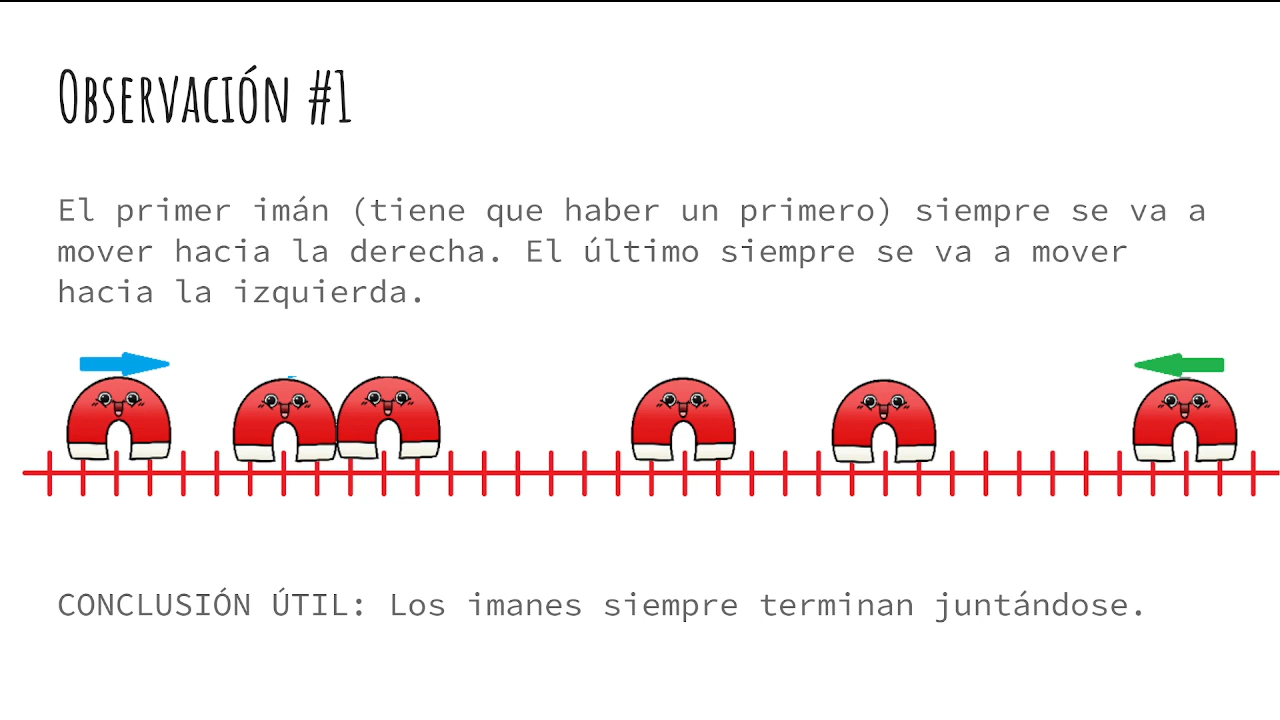 Observación #1
El primer imán (tiene que haber un primero) siempre se va a
mover hacia la derecha. El último siempre se va a mover
hacia la izquierda.
CONCLUSIÓN ÚTIL: Los imanes siempre terminan juntándose.